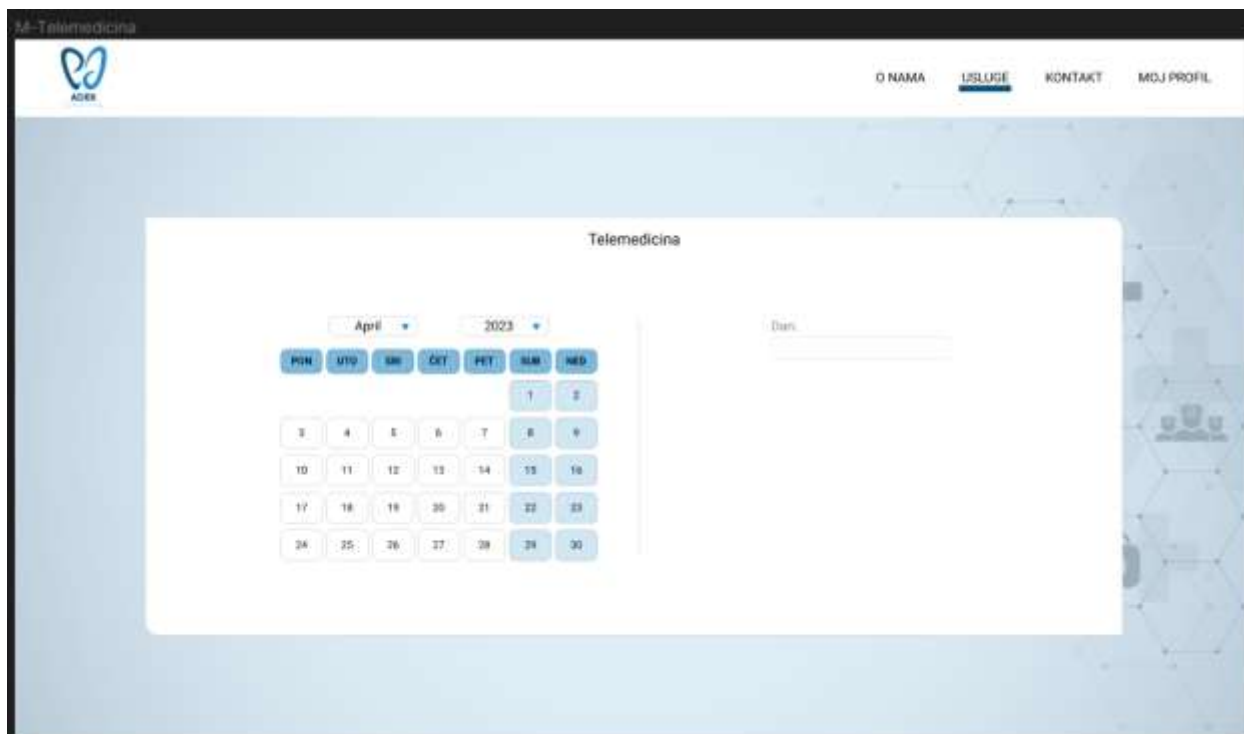 M-Telemedicina
ADEX
O NAMA USLUGE KONTAKT MOJ PROFIL
Telemedicina
April 2023
Dan:
PON UTO SRI ČET PET SUB NED
1 2
3 4 5 6 7 8 9
10 11 12 13 14 15 16
17 18 19 20 21 22 23
24 25 26 27 28 29 30